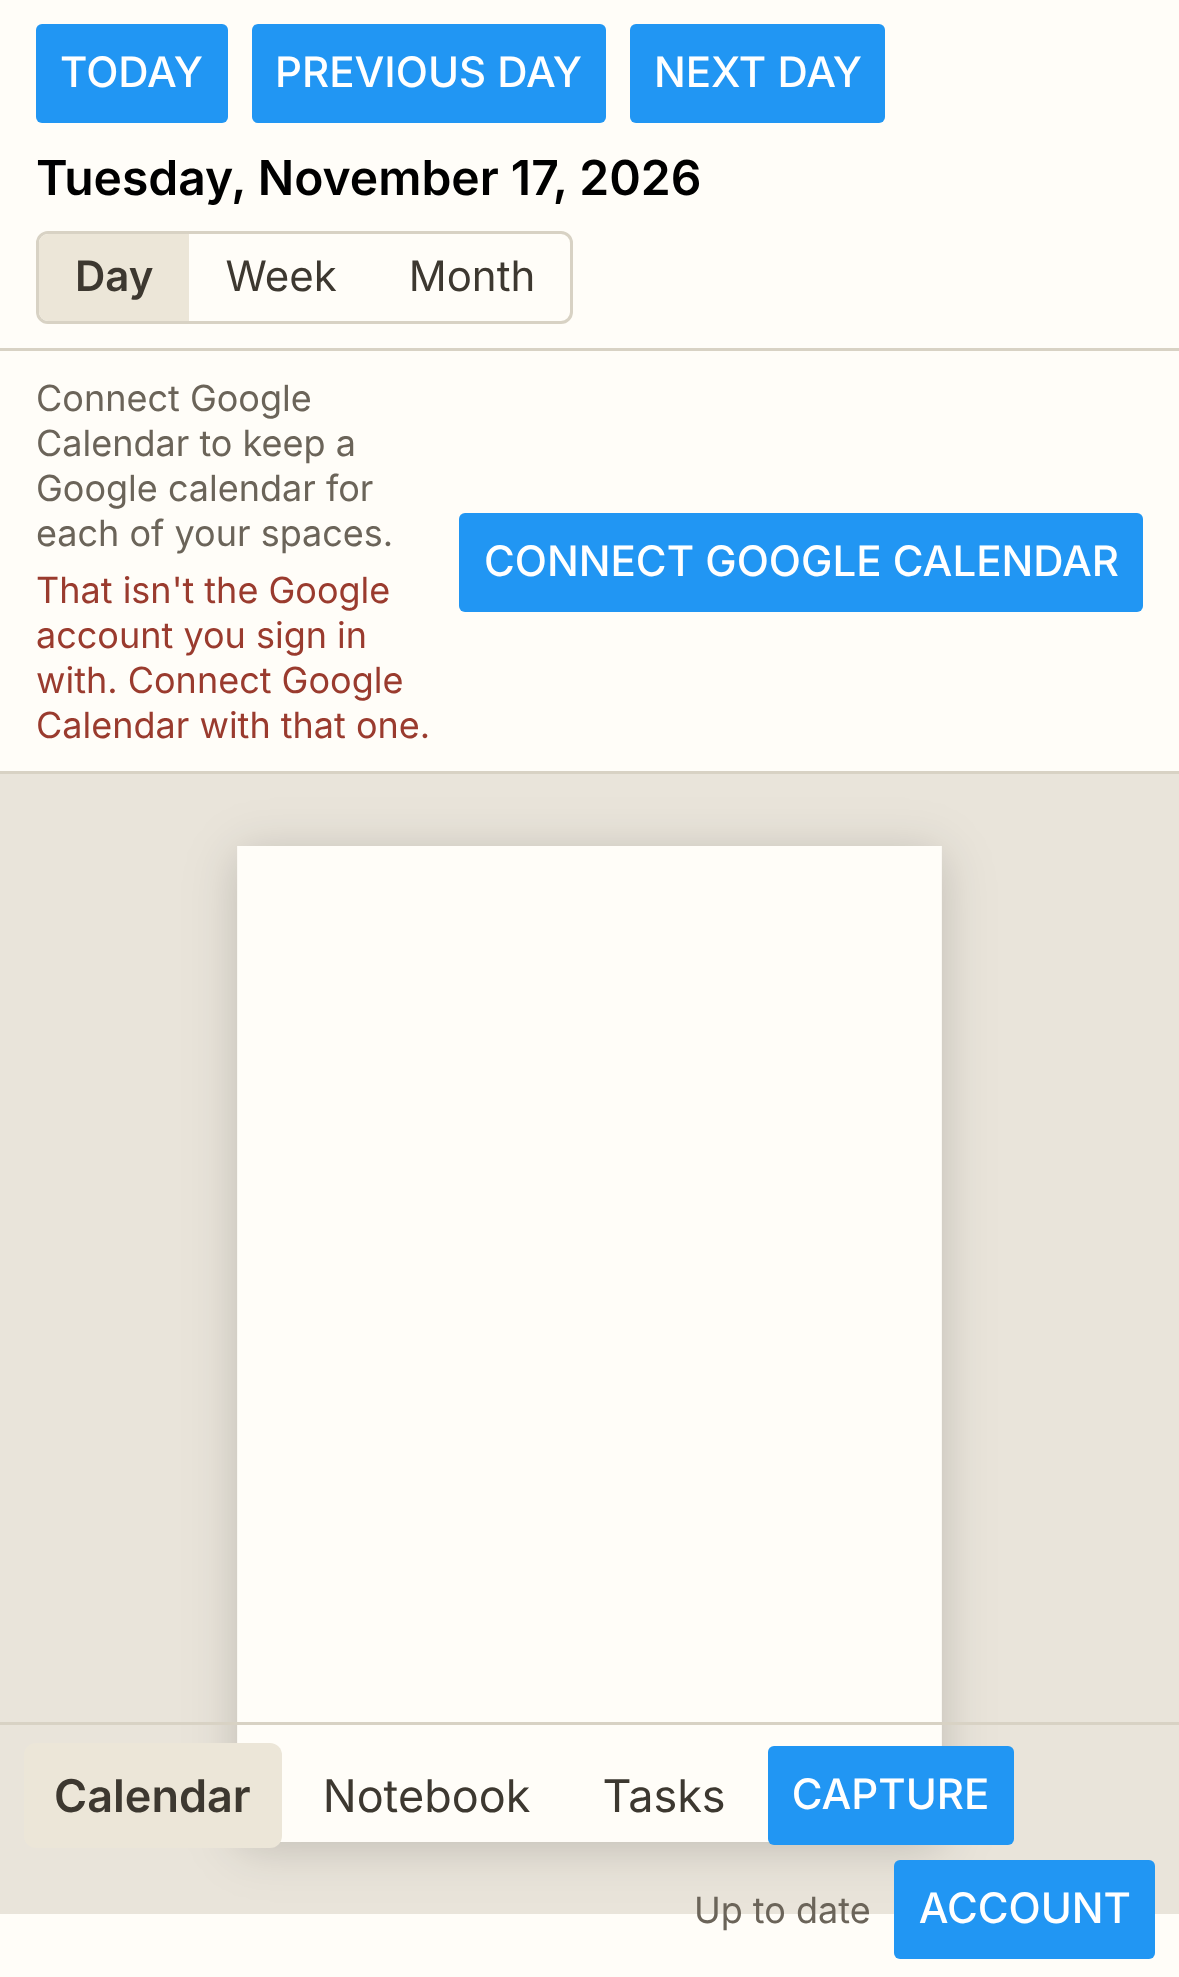 TODAY PREVIOUS DAY NEXT DAY
Tuesday, November 17, 2026
Day Week Month
Connect Google
Calendar to keep a
Google calendar for
each of your spaces.
That isn't the Google
account you sign in
with. Connect Google
Calendar with that one.
CONNECT GOOGLE CALENDAR
Calendar Notebook Tasks CAPTURE
Up to date ACCOUNT